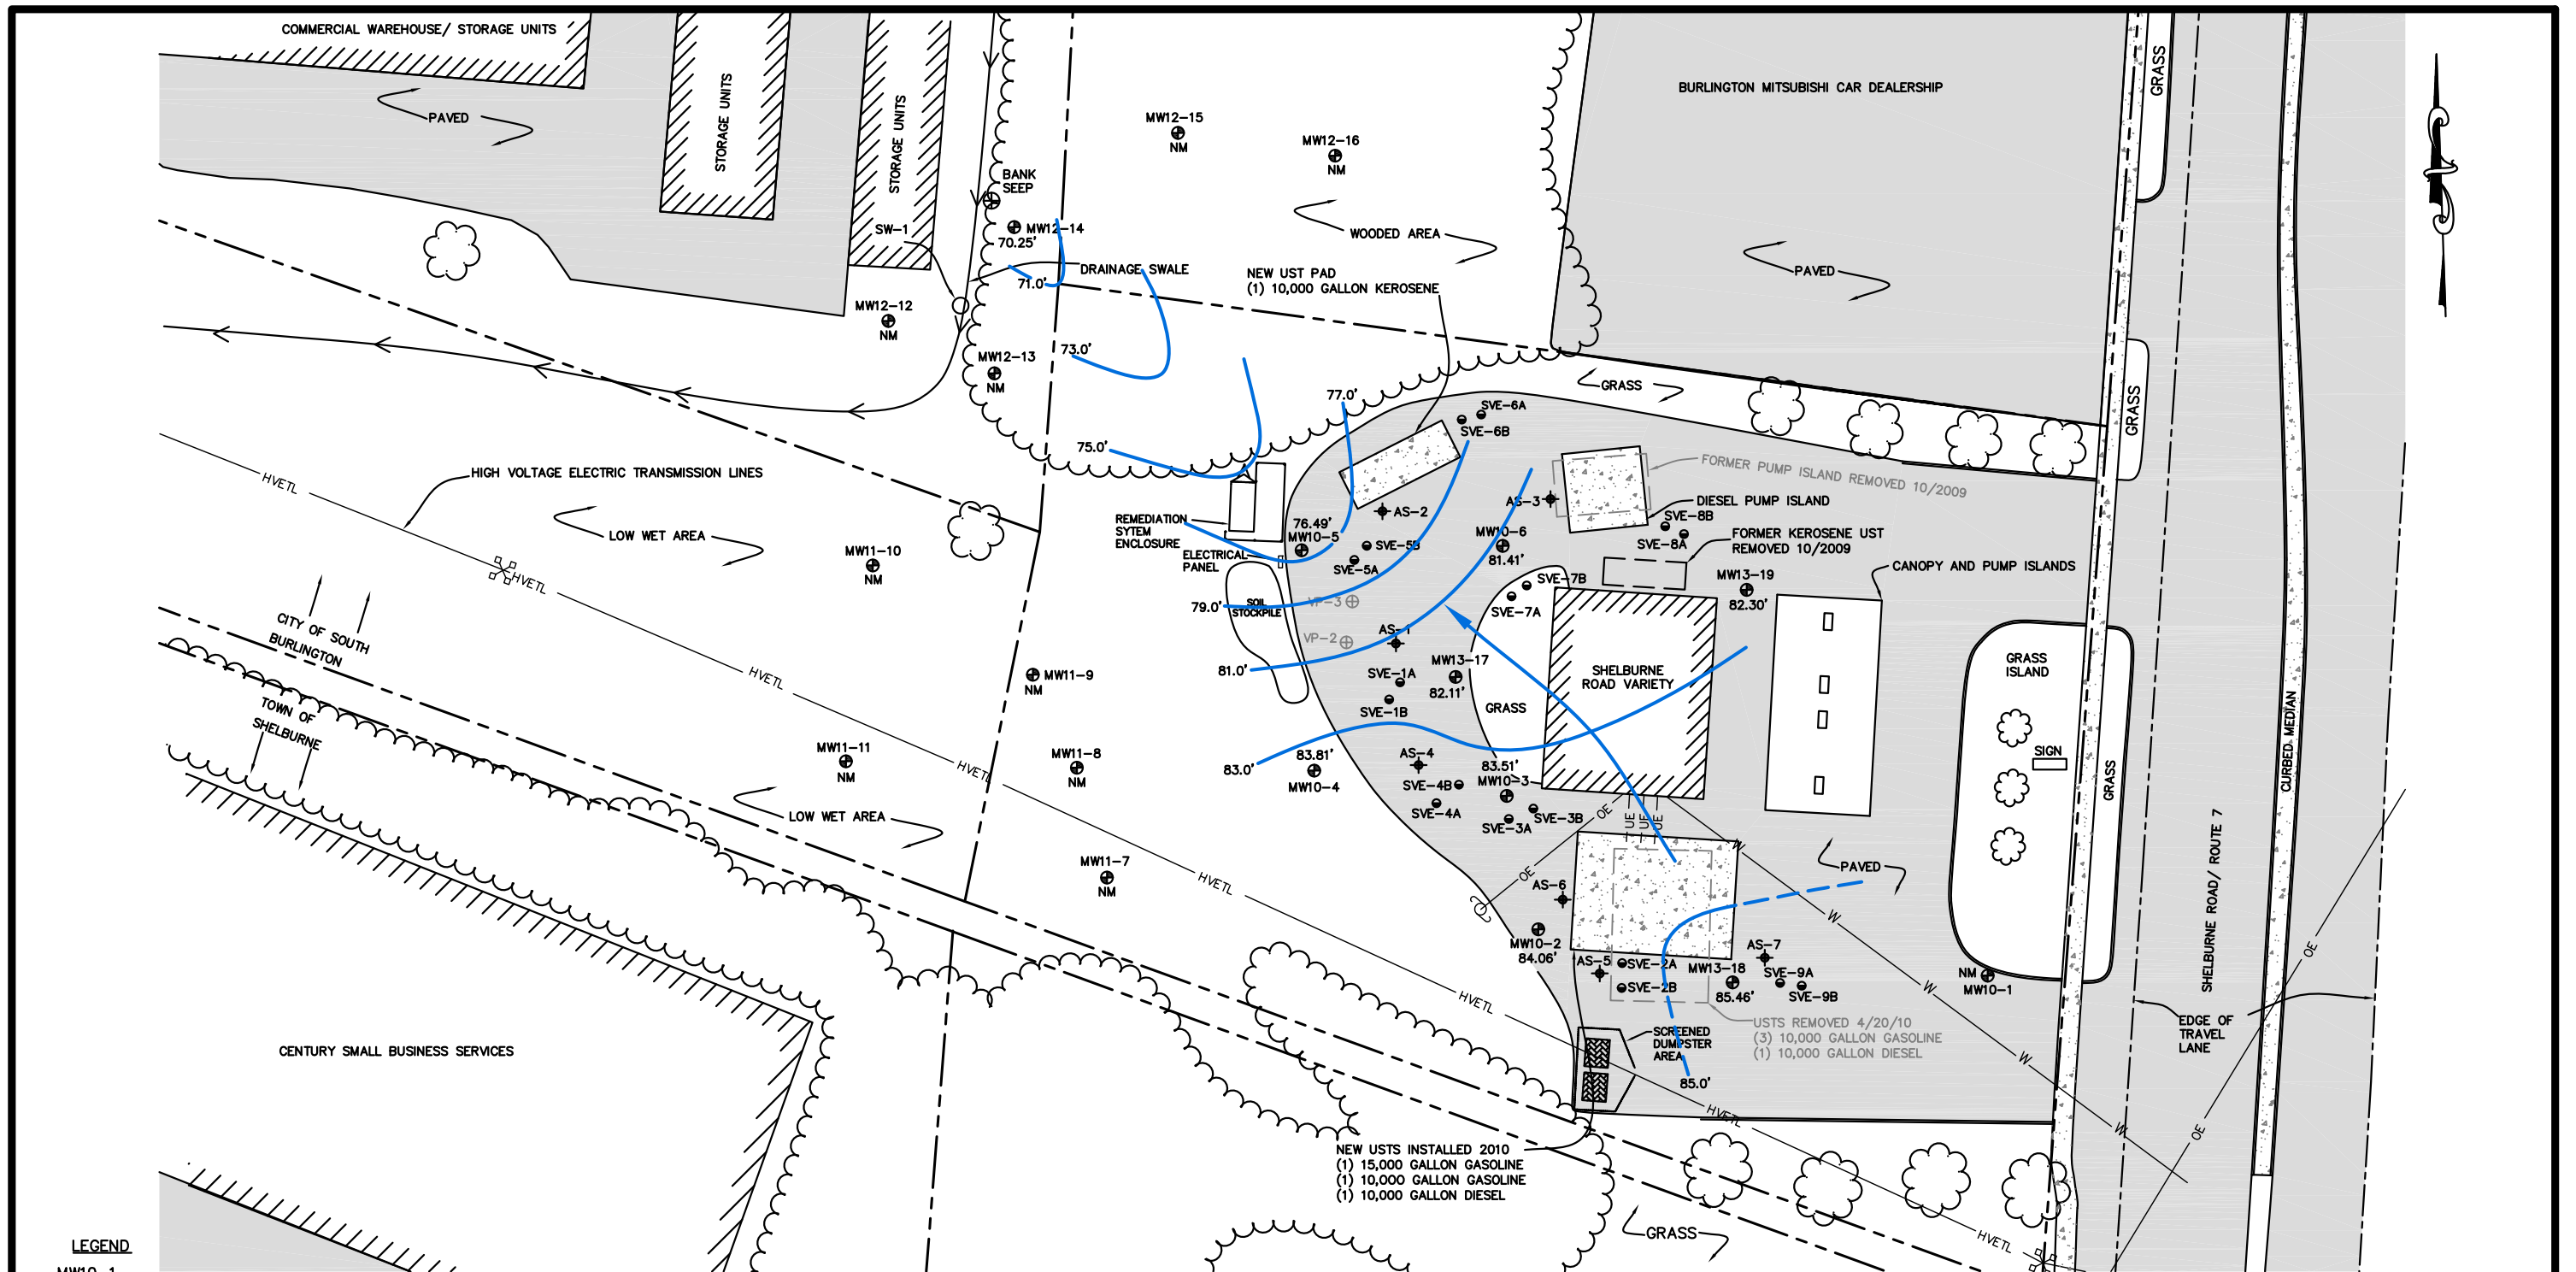 COMMERCIAL WAREHOUSE/ STORAGE UNITS
PAVED
STORAGE UNITS
STORAGE UNITS
BANK
SEEP
SW-1
MW12-14
70.25'
71.0'
DRAINAGE SWALE
MW12-15
NM
MW12-16
NM
WOODED AREA
NEW UST PAD
(1) 10,000 GALLON KEROSENE
BURLINGTON MITSUBISHI CAR DEALERSHIP
PAVED
GRASS
GRASS
GRASS
MW12-12
NM
MW12-13
NM
73.0'
75.0'
77.0'
SVE-6A
SVE-6B
HIGH VOLTAGE ELECTRIC TRANSMISSION LINES
HVETL
LOW WET AREA
HVETL
MW11-10
NM
REMEDIATION
SYTEM
ENCLOSURE
ELECTRICAL
PANEL
76.49'
MW10-5
AS-2
SVE-5B
SVE-5A
AS-3
MW10-6
81.41'
FORMER PUMP ISLAND REMOVED 10/2009
DIESEL PUMP ISLAND
SVE-8B
SVE-8A
FORMER KEROSENE UST
REMOVED 10/2009
MW13-19
82.30'
CANOPY AND PUMP ISLANDS
SVE-7B
SVE-7A
79.0'
SOIL
STOCKPILE
VP-3
VP-2
AS-1
81.0'
SVE-1A
SVE-1B
MW13-17
82.11'
GRASS
SHELBURNE
ROAD VARIETY
GRASS
ISLAND
SIGN
GRASS
CURBED MEDIAN
CITY OF SOUTH
BURLINGTON
TOWN OF
SHELBURNE
MW11-9
NM
HVETL
HVETL
MW11-11
NM
MW11-8
NM
83.0'
83.81'
MW10-4
AS-4
SVE-4B
SVE-4A
83.51'
MW10-3
SVE-3A
SVE-3B
OE
UE
UE
UE
LOW WET AREA
MW11-7
NM
HVETL
OE
AS-6
MW10-2
84.06'
AS-5
SVE-2A
SVE-2B
W
PAVED
W
MW13-18
85.46'
AS-7
SVE-9A
SVE-9B
W
NM
MW10-1
SHELBURNE ROAD/ ROUTE 7
OE
HVETL
USTS REMOVED 4/20/10
(3) 10,000 GALLON GASOLINE
(1) 10,000 GALLON DIESEL
SCREENED
DUMPSTER
AREA
85.0'
EDGE OF
TRAVEL
LANE
W
W
OE
CENTURY SMALL BUSINESS SERVICES
HVETL
NEW USTS INSTALLED 2010
(1) 15,000 GALLON GASOLINE
(1) 10,000 GALLON GASOLINE
(1) 10,000 GALLON DIESEL
GRASS
HVETL
LEGEND